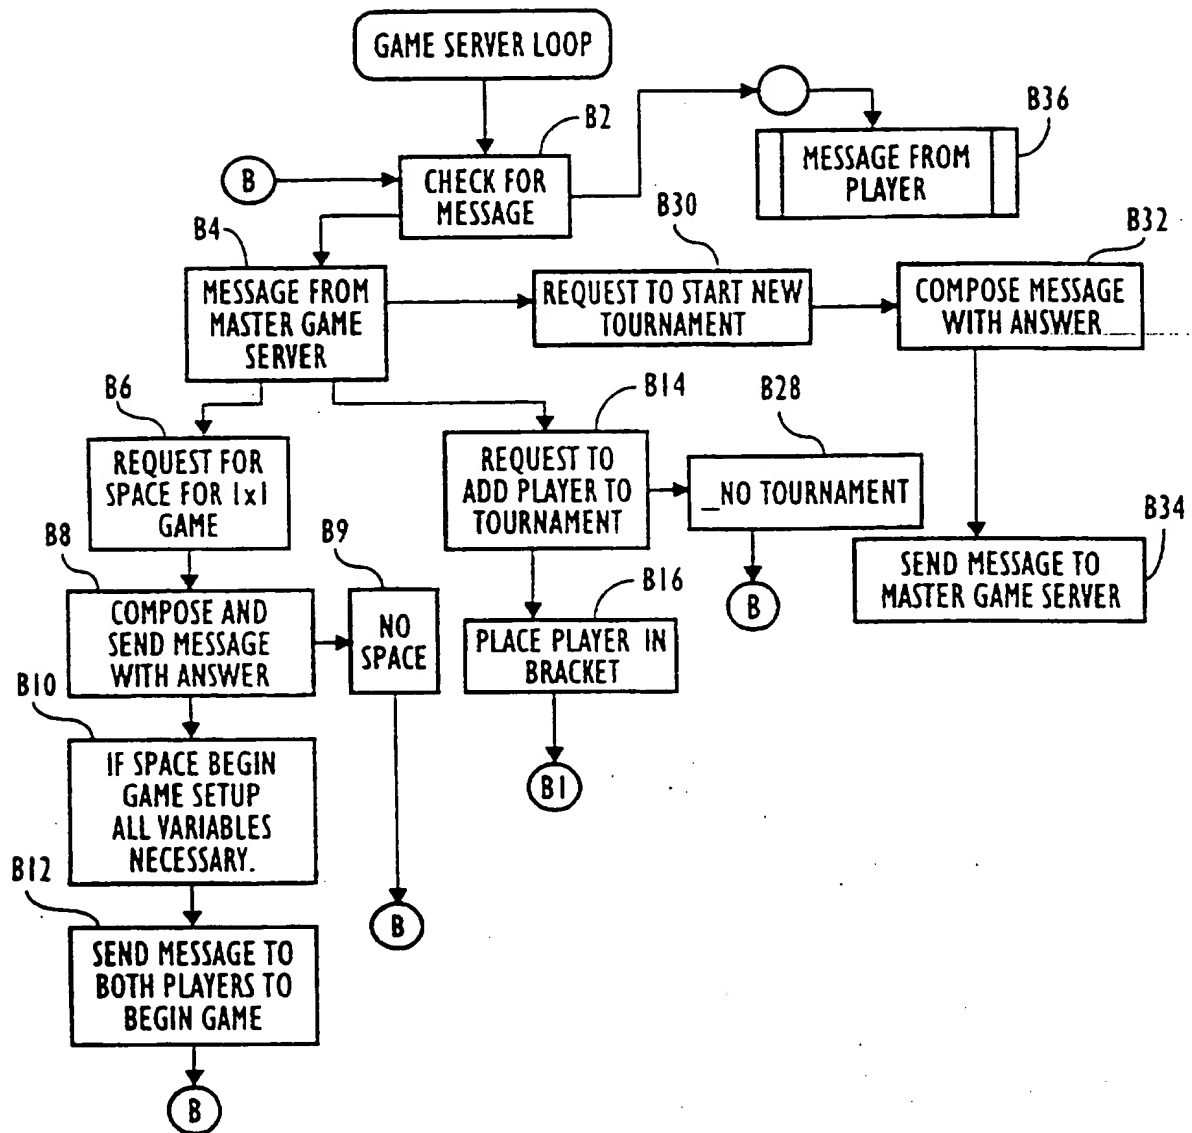 GAME SERVER LOOP
B2
B36
B
CHECK FOR
MESSAGE
MESSAGE FROM
PLAYER
B4
B30
B32
MESSAGE FROM
MASTER GAME
SERVER
REQUEST TO START NEW
TOURNAMENT
COMPOSE MESSAGE
WITH ANSWER
B6
B14
B28
REQUEST FOR
SPACE FOR 1x1
GAME
REQUEST TO
ADD PLAYER TO
TOURNAMENT
_NO TOURNAMENT
B34
B8
B9
B16
B
SEND MESSAGE TO
MASTER GAME SERVER
COMPOSE AND
SEND MESSAGE
WITH ANSWER
NO
SPACE
PLACE PLAYER IN
BRACKET
B10
IF SPACE BEGIN
GAME SETUP
ALL VARIABLES
NECESSARY.
B1
B12
B
SEND MESSAGE TO
BOTH PLAYERS TO
BEGIN GAME
B